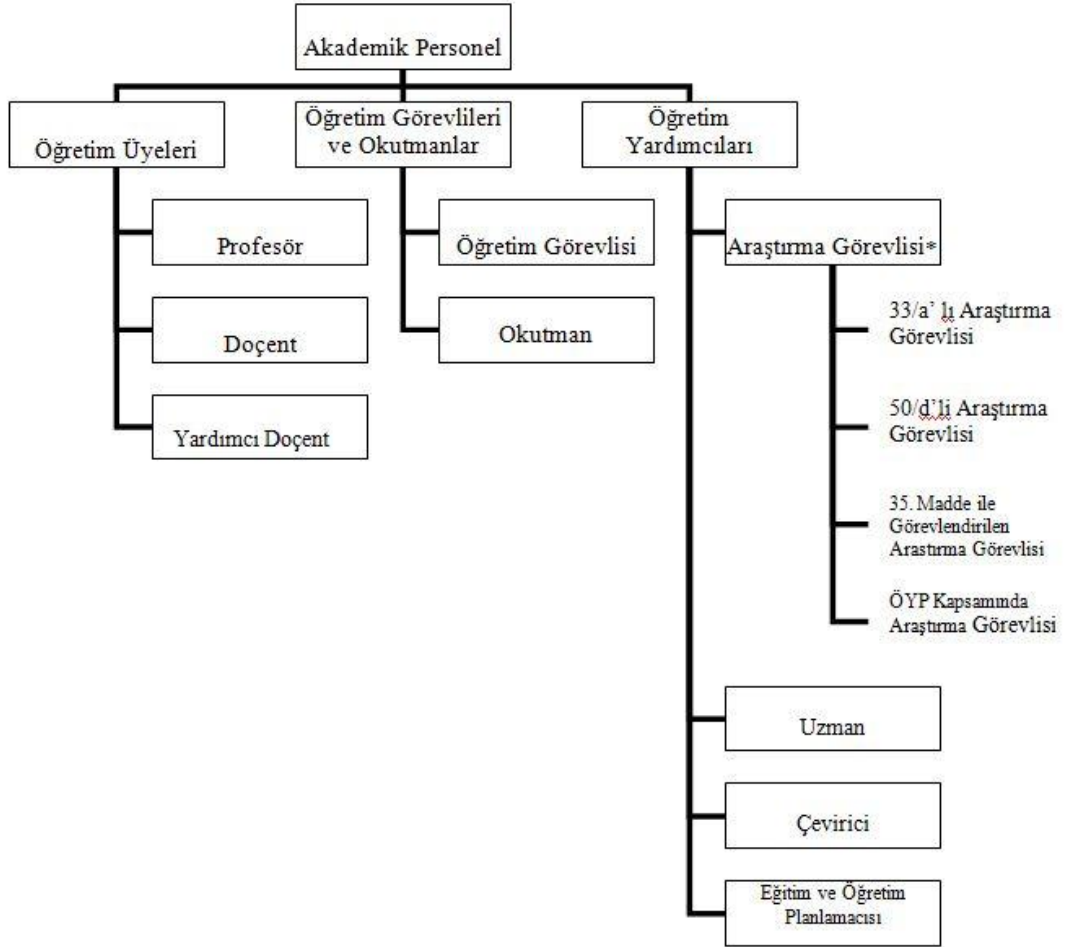 Akademik Personel
Öğretim Üyeleri
Profesör
Doçent
Yardımcı Doçent
Öğretim Görevlileri
ve Okutmanlar
Öğretim Görevlisi
Okutman
Öğretim
Yardımcıları
Araştırma Görevlisi*
33/a’ lı Araştırma
Görevlisi
50/d’li Araştırma
Görevlisi
35. Madde ile
Görevlendirilen
Arastırma Görevlisi
ÖYP Kapsamında
Araştırma Görevlisi
Uzman
Çevirici
Eğitim ve Öğretim
Planlamacısı